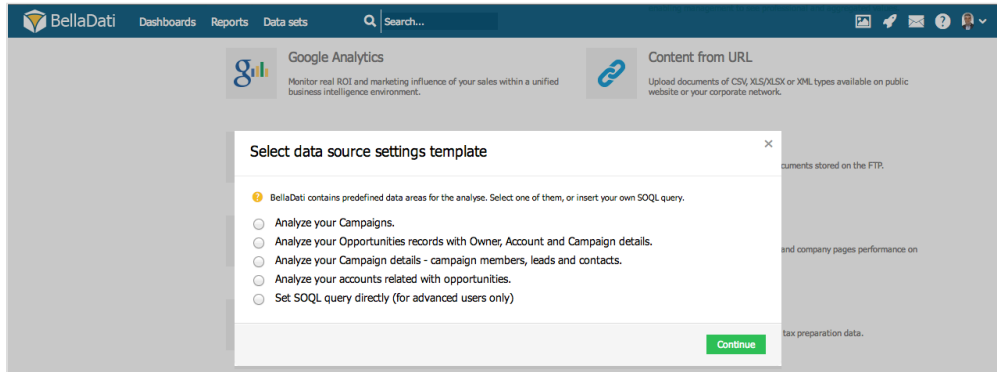 BellaDati Dashboards Reports Data sets Search...
Google Analytics
Monitor real ROI and marketing influence of your sales within a unified
business intelligence environment.
Content from URL
Upload documents of CSV, XLS/XLSX or XML types available on public
website or your corporate network.
Select data source settings template
BellaDati contains predefined data areas for the analyse. Select one of them, or insert your own SOQL query.
Analyze your Campaigns.
Analyze your Opportunities records with Owner, Account and Campaign details.
Analyze your Campaign details - campaign members, leads and contacts.
Analyze your accounts related with opportunities.
Set SOQL query directly (for advanced users only)
Continue
cuments stored on the FTP.
and company pages performance on
tax preparation data.